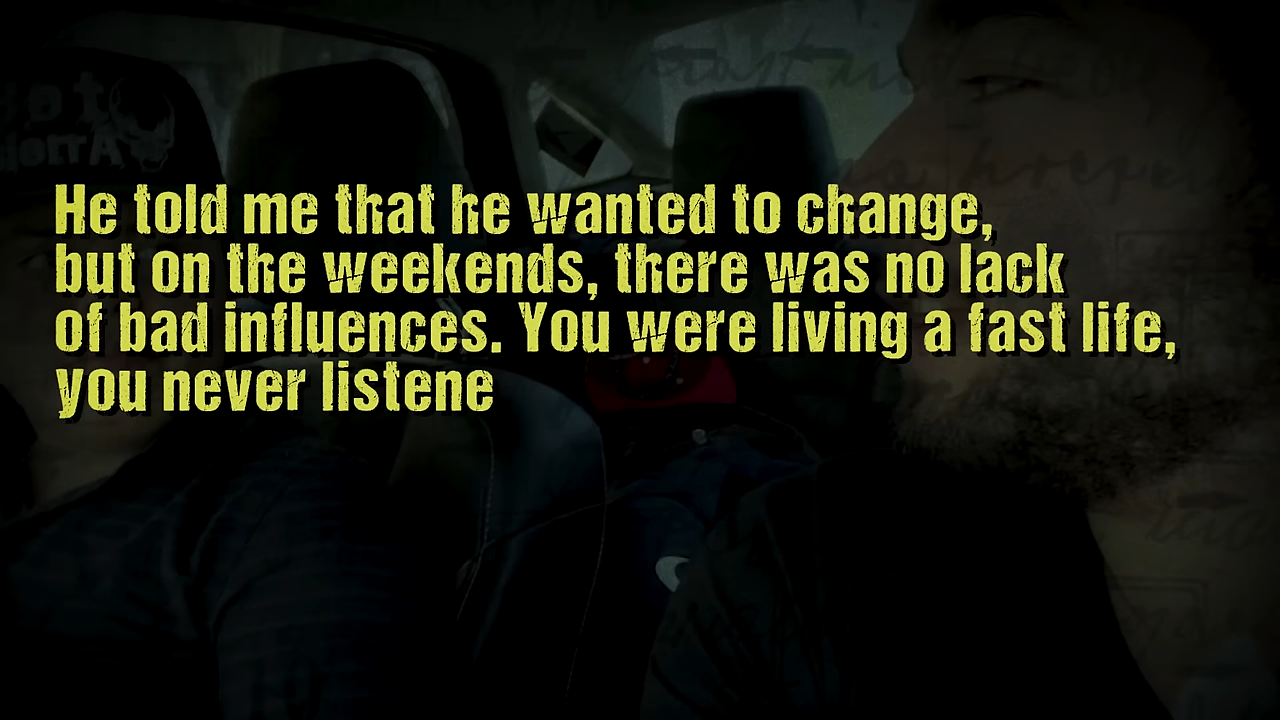 He told me that he wanted to change,
but on the weekends, there was no lack
of bad influences. You were living a fast life,
you never listene